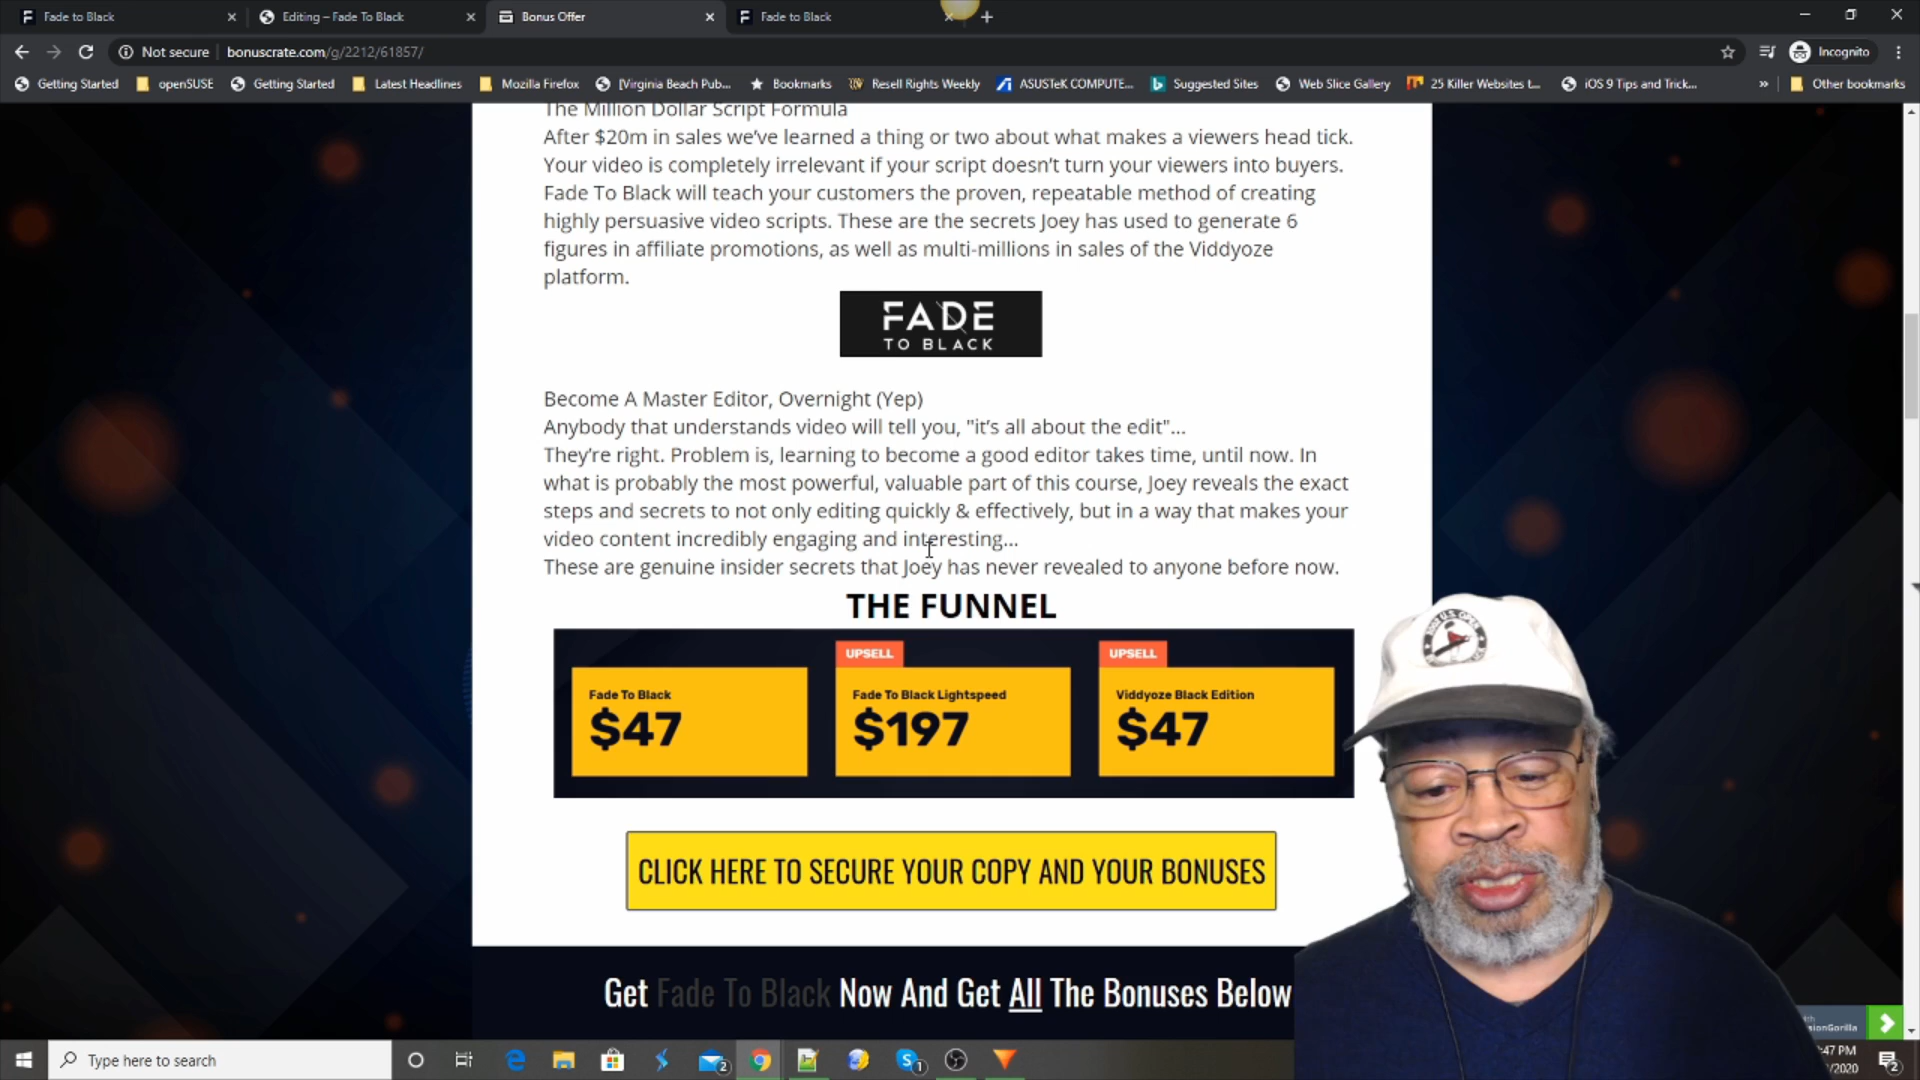 Fade to Black
Editing – Fade To Black
Bonus Offer
Fade to Black
Not secure
bonuscrate.com/g/2212/61857/
Incognito
Getting Started
openSUSE
Getting Started
Latest Headlines
Mozilla Firefox
[Virginia Beach Pub...
Bookmarks
Resell Rights Weekly
ASUSTeK COMPUTE...
Suggested Sites
Web Slice Gallery
25 Killer Websites t...
iOS 9 Tips and Trick...
»
Other bookmarks
The Million Dollar Script Formula
After $20m in sales we've learned a thing or two about what makes a viewers head tick.
Your video is completely irrelevant if your script doesn't turn your viewers into buyers.
Fade To Black will teach your customers the proven, repeatable method of creating
highly persuasive video scripts. These are the secrets Joey has used to generate 6
figures in affiliate promotions, as well as multi-millions in sales of the Viddyoze
platform.
FADE
TO BLACK
Become A Master Editor, Overnight (Yep)
Anybody that understands video will tell you, "it's all about the edit"...
They're right. Problem is, learning to become a good editor takes time, until now. In
what is probably the most powerful, valuable part of this course, Joey reveals the exact
steps and secrets to not only editing quickly & effectively, but in a way that makes your
video content incredibly engaging and interesting...
These are genuine insider secrets that Joey has never revealed to anyone before now.
THE FUNNEL
Fade To Black
$47
UPSELL
Fade To Black Lightspeed
$197
UPSELL
Viddyoze Black Edition
$47
CLICK HERE TO SECURE YOUR COPY AND YOUR BONUSES
Get Fade To Black Now And Get All The Bonuses Below
Type here to search
2
1
:47 PM
/2020
2